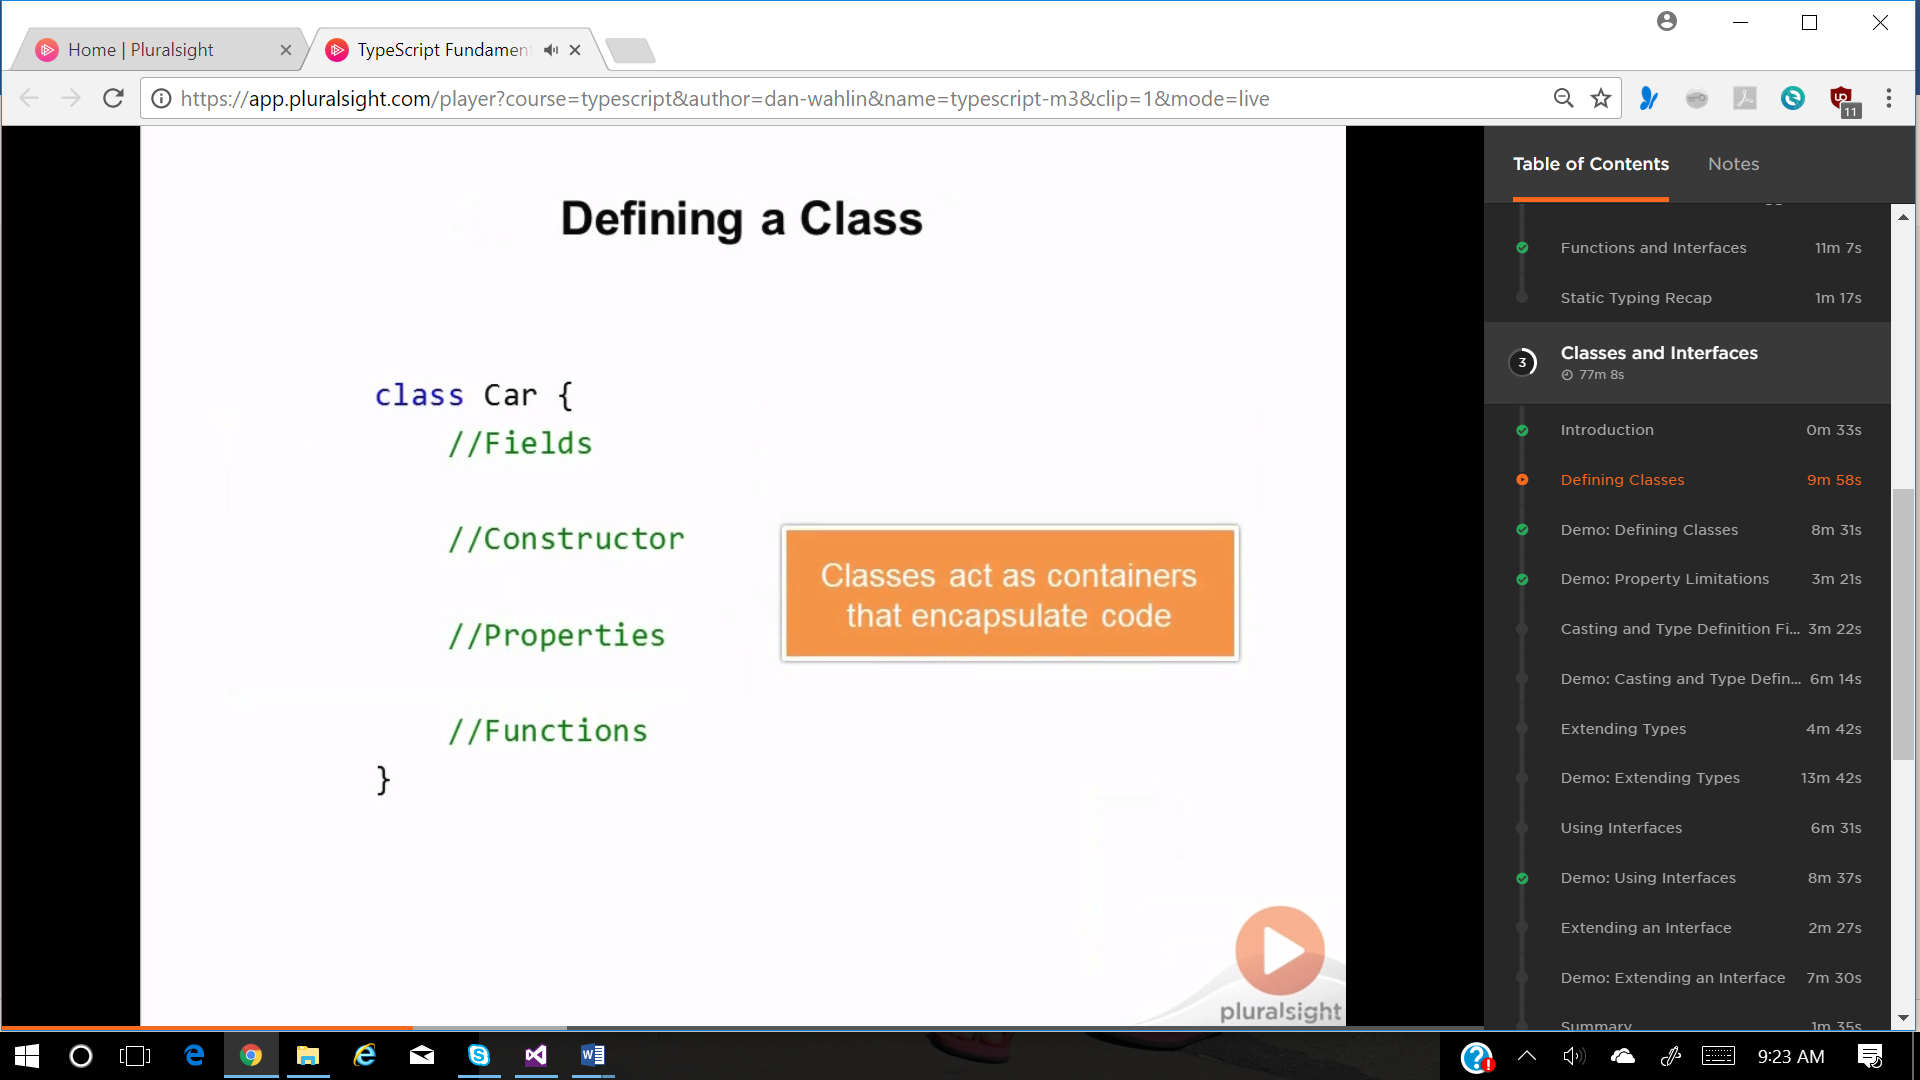 Home | Pluralsight
TypeScript Fundamen
https://app.pluralsight.com/player?course=typescript&author=dan-wahlin&name=typescript-m3&clip=1&mode=live
11
Defining a Class
class Car {
//Fields
//Constructor
//Properties
//Functions
}
Classes act as containers
that encapsulate code
pluralsight
Table of Contents
Notes
Functions and Interfaces 11m 7s
Static Typing Recap 1m 17s
3
Classes and Interfaces
77m 8s
Introduction 0m 33s
Defining Classes 9m 58s
Demo: Defining Classes 8m 31s
Demo: Property Limitations 3m 21s
Casting and Type Definition Fi... 3m 22s
Demo: Casting and Type Defin... 6m 14s
Extending Types 4m 42s
Demo: Extending Types 13m 42s
Using Interfaces 6m 31s
Demo: Using Interfaces 8m 37s
Extending an Interface 2m 27s
Demo: Extending an Interface 7m 30s
Summary 1m 35s
9:23 AM